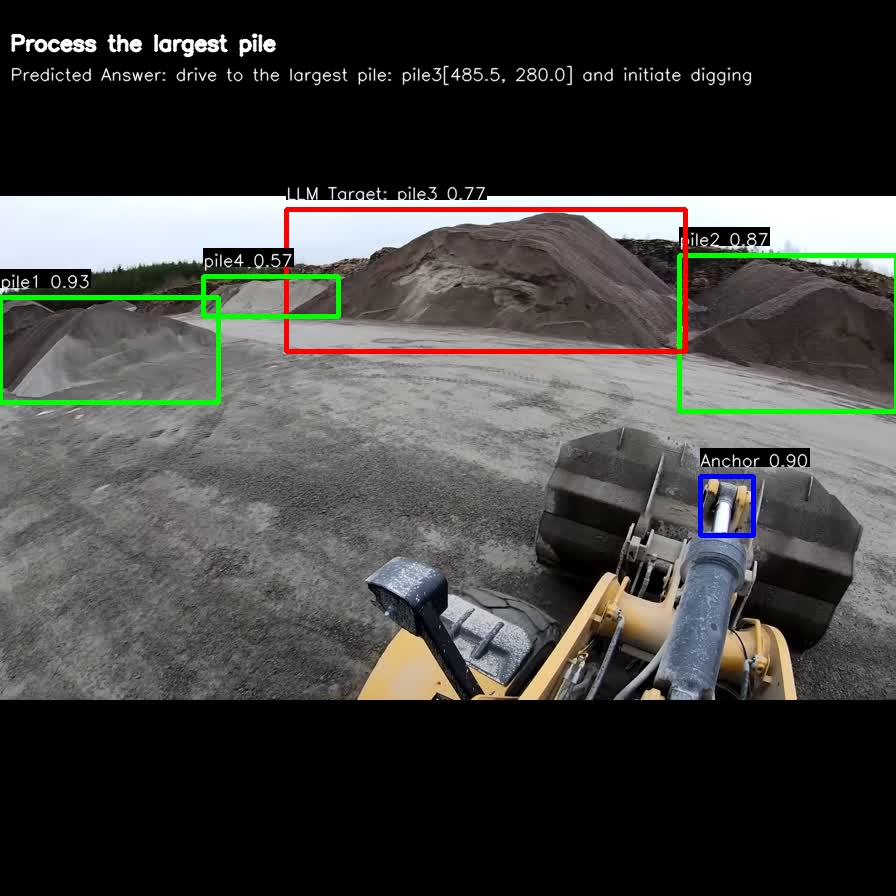 Process the largest pile
Predicted Answer: drive to the largest pile: pile3[485.5, 280.0] and initiate digging
LLM Target: pile3 0.77
pile2 0.87
pile4 0.57
pile1 0.93
Anchor 0.90